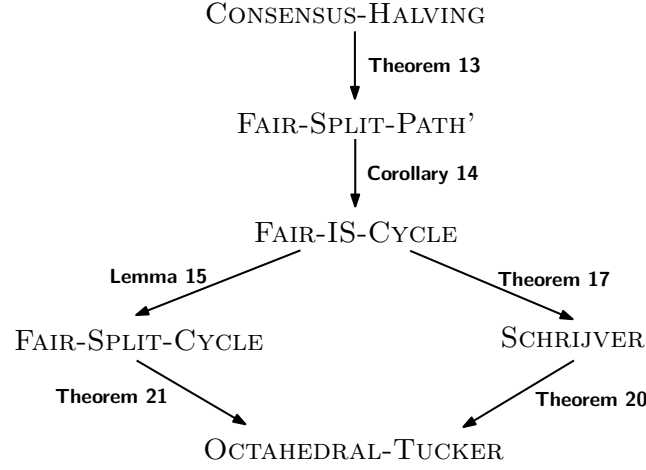 CONSENSUS-HALVING
Theorem 13
FAIR-SPLIT-PATH'
Corollary 14
FAIR-IS-CYCLE
Lemma 15
Theorem 17
FAIR-SPLIT-CYCLE
SCHRIJVER
Theorem 21
Theorem 20
OCTAHEDRAL-TUCKER